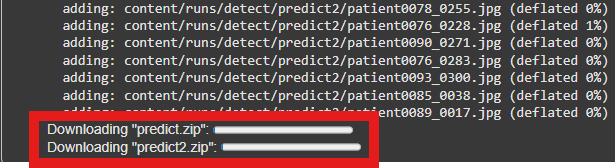 adding: content/runs/detect/predict2/patient0078_0255.jpg (deflated 0%)
adding: content/runs/detect/predict2/patient0076_0228.jpg (deflated 1%)
adding: content/runs/detect/predict2/patient0090_0271.jpg (deflated 0%)
adding: content/runs/detect/predict2/patient0076_0283.jpg (deflated 0%)
adding: content/runs/detect/predict2/patient0093_0300.jpg (deflated 0%)
adding: content/runs/detect/predict2/patient0085_0038.jpg (deflated 0%)
adding: content/runs/detect/predict2/patient0089_0017.jpg (deflated 0%)
Downloading "predict.zip":
Downloading "predict2.zip":